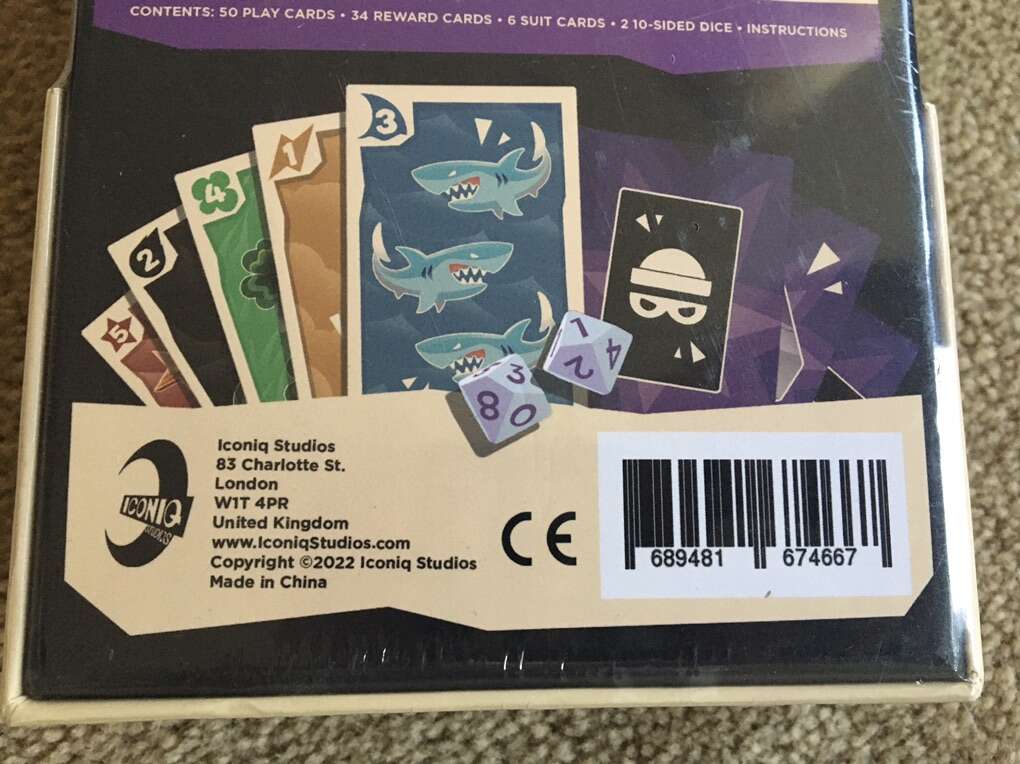 CONTENTS: 50 PLAY CARDS • 34 REWARD CARDS • 6 SUIT CARDS • 2 10-SIDED DICE • INSTRUCTIONS
3
1
4
2
5
1
4
2
3
8
0
ICONIQ
STUDIOS
Iconiq Studios
83 Charlotte St.
London
W1T 4PR
United Kingdom
www.IconiqStudios.com
Copyright ©2022 Iconiq Studios
Made in China
CE
689481 674667